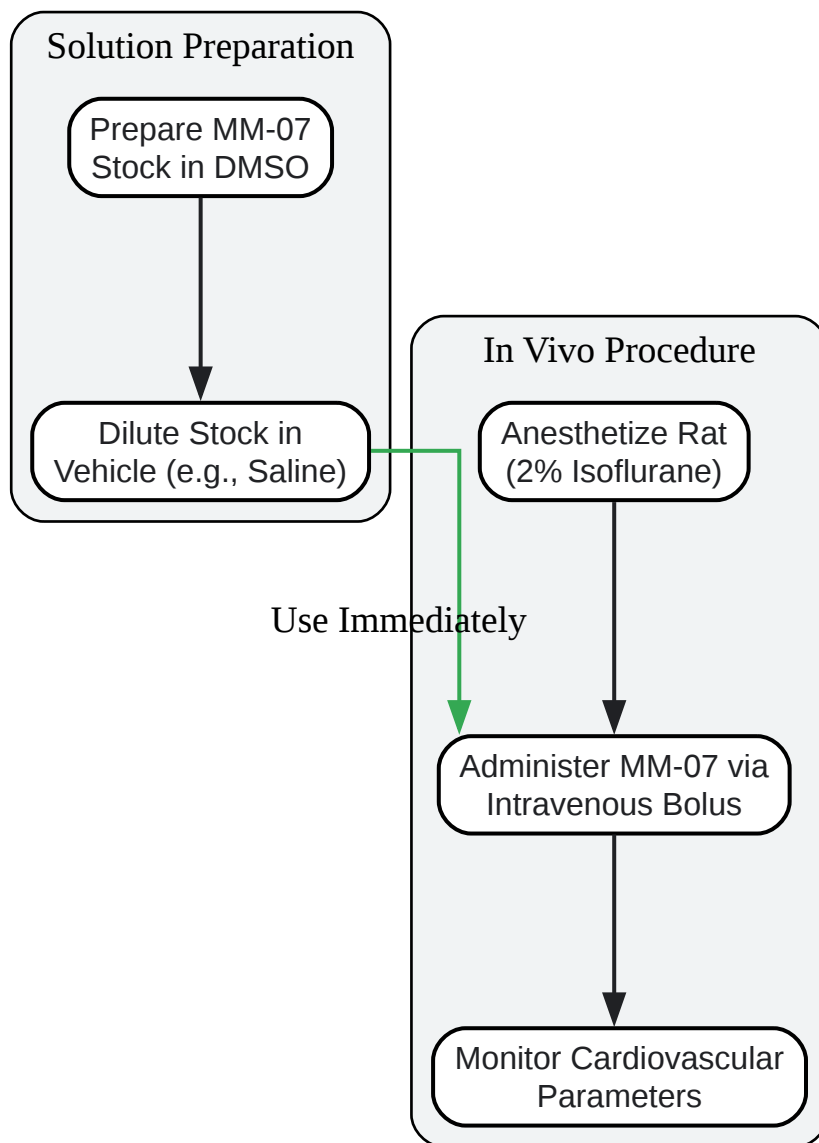 Solution Preparation
Prepare MM-07
Stock in DMSO
Dilute Stock in
Vehicle (e.g., Saline)
Use Immediately
In Vivo Procedure
Anesthetize Rat
(2% Isoflurane)
Administer MM-07 via
Intravenous Bolus
Monitor Cardiovascular
Parameters